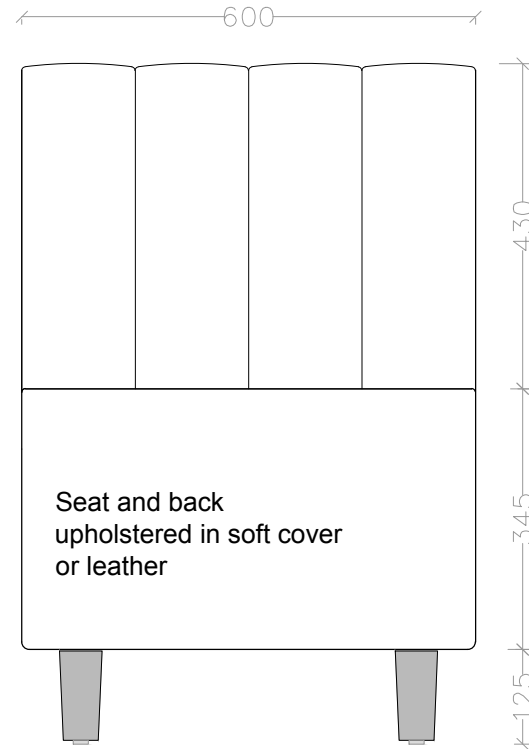 600
430
Seat and back
upholstered in soft cover
or leather
345
125